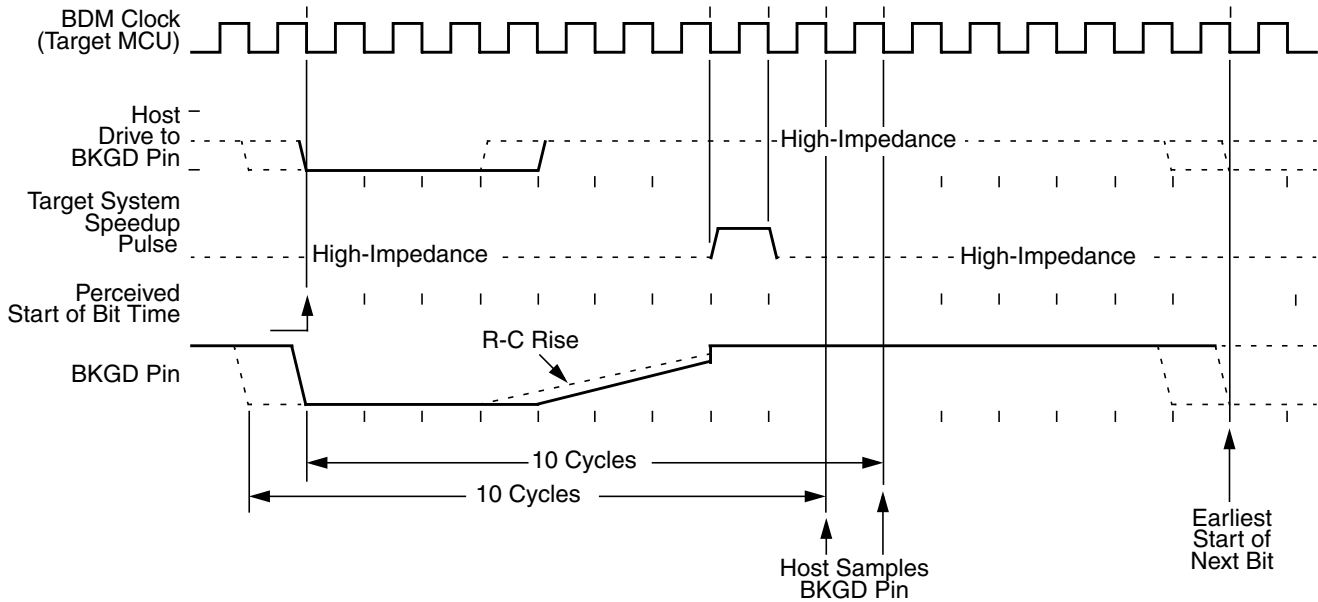 BDM Clock
(Target MCU)
Host
Drive to
BKGD Pin
High-Impedance
Target System
Speedup
Pulse
High-Impedance
High-Impedance
Perceived
Start of Bit Time
R-C Rise
BKGD Pin
10 Cycles
10 Cycles
Host Samples
BKGD Pin
Earliest
Start of
Next Bit